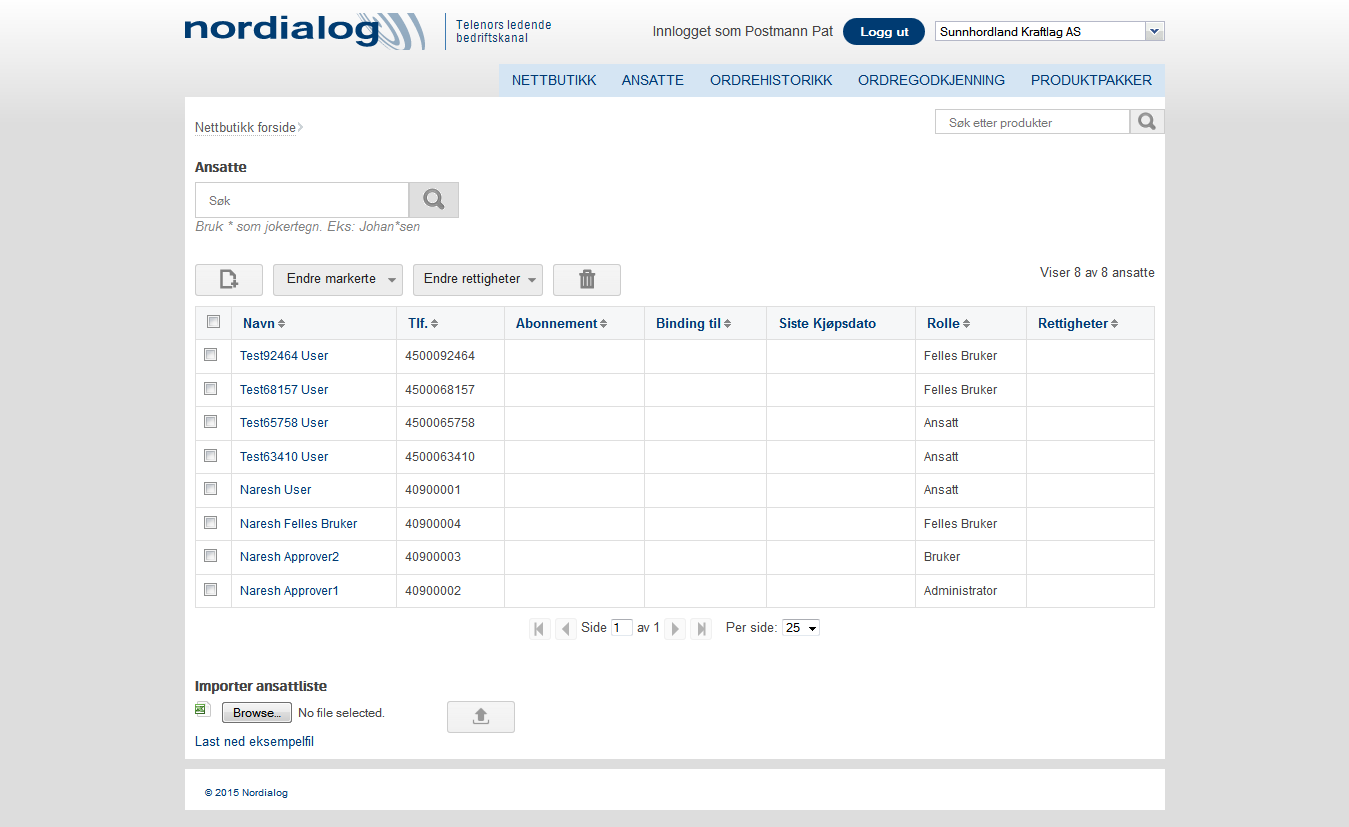 nordialog
Telenors ledende
bedriftskanal
Innlogget som Postmann Pat
Logg ut
Sunnhordland Kraftlag AS
NETTBUTIKK ANSATTE ORDREHISTORIKK ORDREGODKJENNING PRODUKTPAKKER
Nettbutikk forside
Søk etter produkter
Ansatte
Søk
Bruk * som jokertegn. Eks: Johan*sen
Endre markerte Endre rettigheter
Viser 8 av 8 ansatte
Navn Tlf. Abonnement Binding til Siste Kjøpsdato Rolle Rettigheter
Test92464 User 4500092464 Felles Bruker
Test68157 User 4500068157 Felles Bruker
Test65758 User 4500065758 Ansatt
Test63410 User 4500063410 Ansatt
Naresh User 40900001 Ansatt
Naresh Felles Bruker 40900004 Felles Bruker
Naresh Approver2 40900003 Bruker
Naresh Approver1 40900002 Administrator
Side 1 av 1 Per side: 25
Importer ansattliste
Browse... No file selected.
Last ned eksempelfil
© 2015 Nordialog